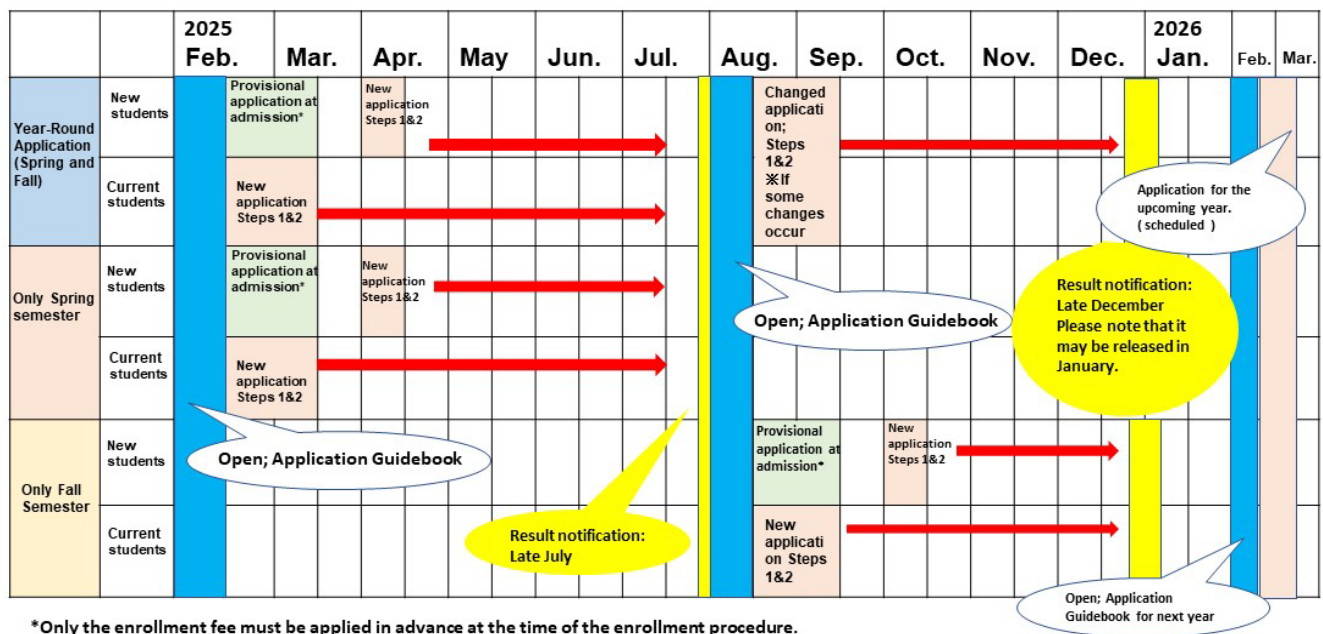 2025
2026
Feb. Mar. Apr. May Jun. Jul. Aug. Sep. Oct. Nov. Dec. Jan. Feb. Mar.
Year-Round
Application
(Spring and
Fall)
New
students
Provisional
application at
admission*
New
application
Steps 1&2
Changed
applicati
on;
Steps
1&2
※If
some
changes
occur
Application for the
upcoming year.
( scheduled )
Current
students
New
application
Steps 1&2
Only Spring
semester
New
students
Provisional
application at
admission*
New
application
Steps 1&2
Open; Application Guidebook
Result notification:
Late December
Please note that it
may be released in
January.
Current
students
New
application
Steps 1&2
Only Fall
Semester
New
students
Open; Application Guidebook
Provisional
application at
admission*
New
application
Steps 1&2
Result notification:
Late July
Current
students
New
applicati
on Steps
1&2
Open; Application
Guidebook for next year
*Only the enrollment fee must be applied in advance at the time of the enrollment procedure.